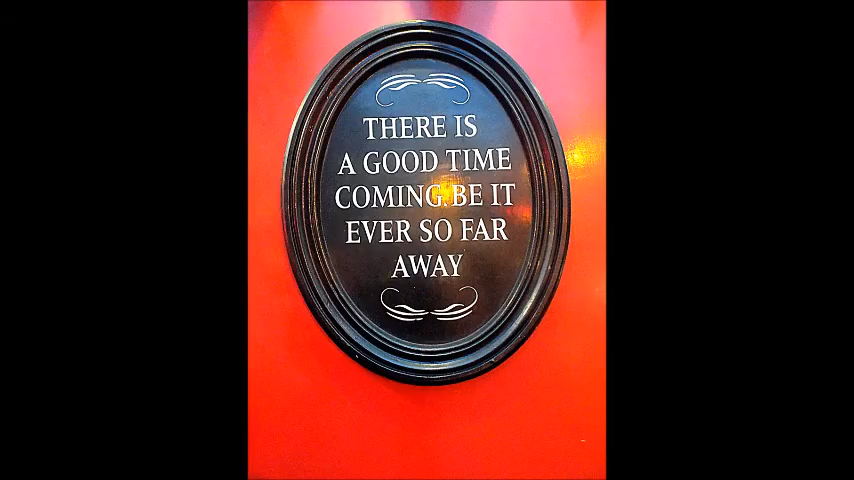 THERE IS
A GOOD TIME
COMING, BE IT
EVER SO FAR
AWAY